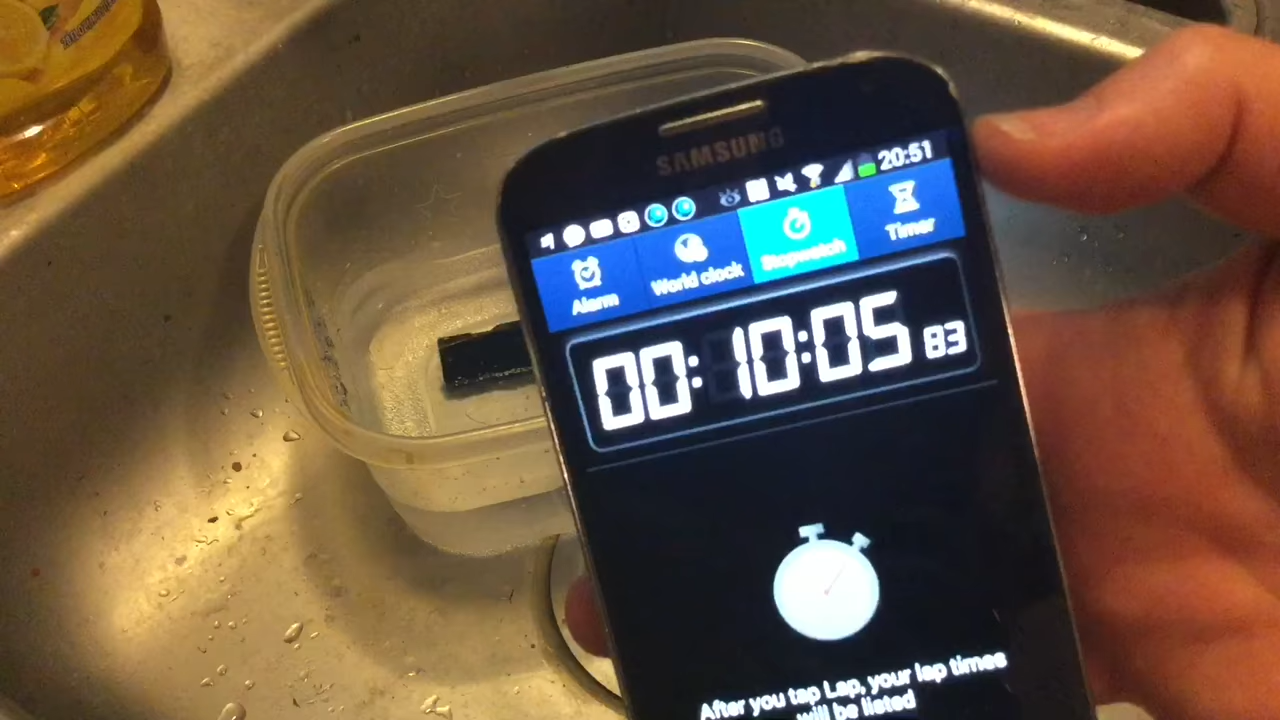 SAMSUNG
20:51
Alarm
World clock
Stopwatch
Timer
00:10:05 83
After you tap Lap, your lap times
will be listed